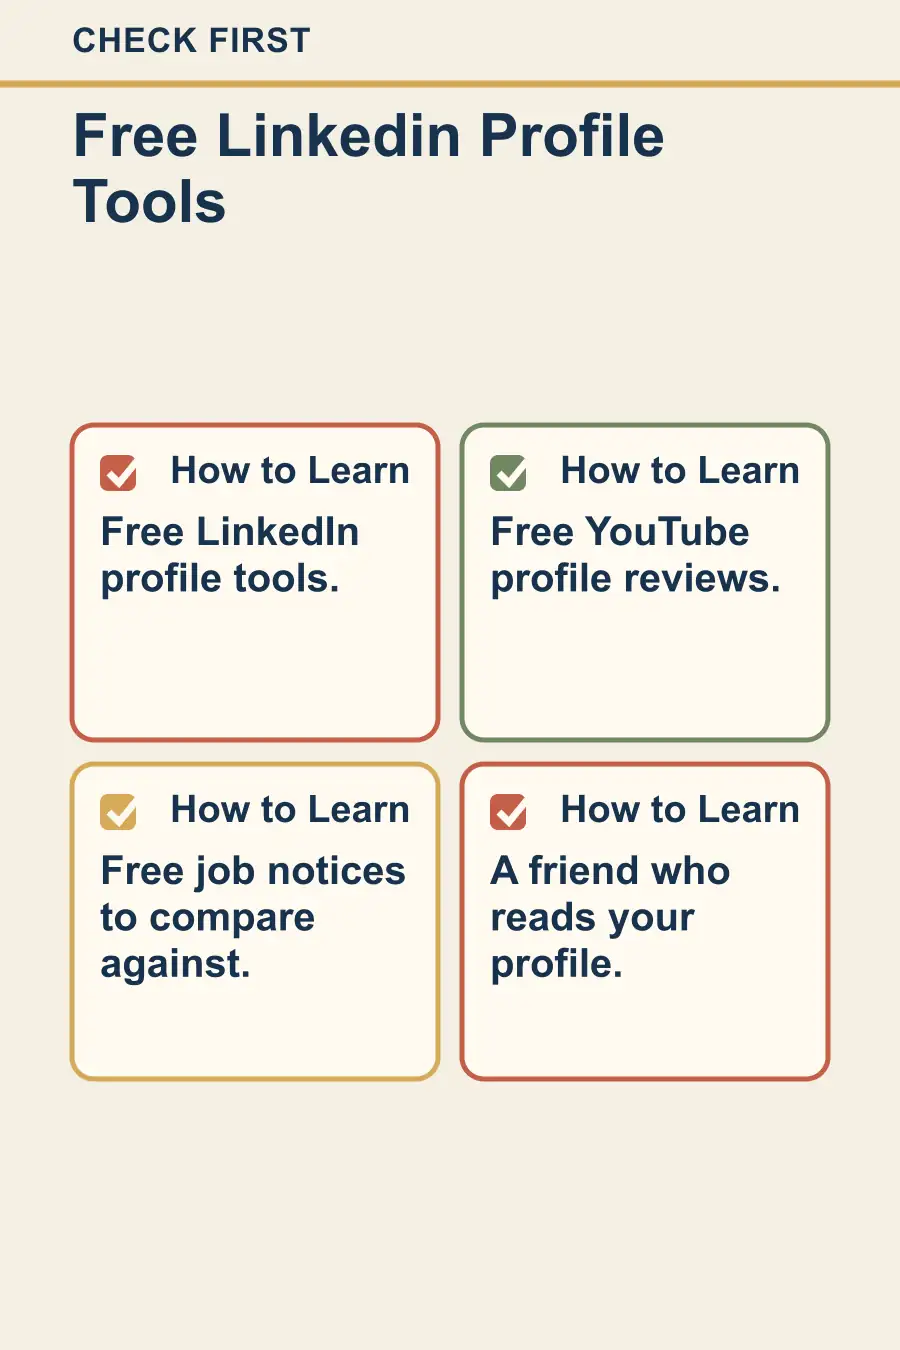 CHECK FIRST
Free Linkedin Profile
Tools
How to Learn
Free LinkedIn
profile tools.
How to Learn
Free YouTube
profile reviews.
How to Learn
Free job notices
to compare
against.
How to Learn
A friend who
reads your
profile.